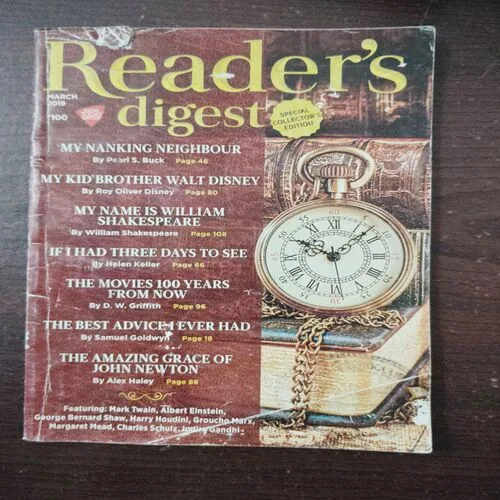 Reader's
digest
MARCH
2019
₹100
SPECIAL
COLLECTOR'S
EDITION
MY NANKING NEIGHBOUR
By Pearl S. Buck Page 46
MY KID BROTHER WALT DISNEY
By Roy Oliver Disney Page 80
MY NAME IS WILLIAM
SHAKESPEARE
By William Shakespeare Page 108
IF I HAD THREE DAYS TO SEE
By Helen Keller Page 66
THE MOVIES 100 YEARS
FROM NOW
By D. W. Griffith Page 96
THE BEST ADVICE I EVER HAD
By Samuel Goldwyn Page 18
THE AMAZING GRACE OF
JOHN NEWTON
By Alex Haley Page 88
Featuring: Mark Twain, Albert Einstein,
George Bernard Shaw, Harry Houdini, Groucho Marx,
Margaret Mead, Charles Schulz, Indira Gandhi
XII
60